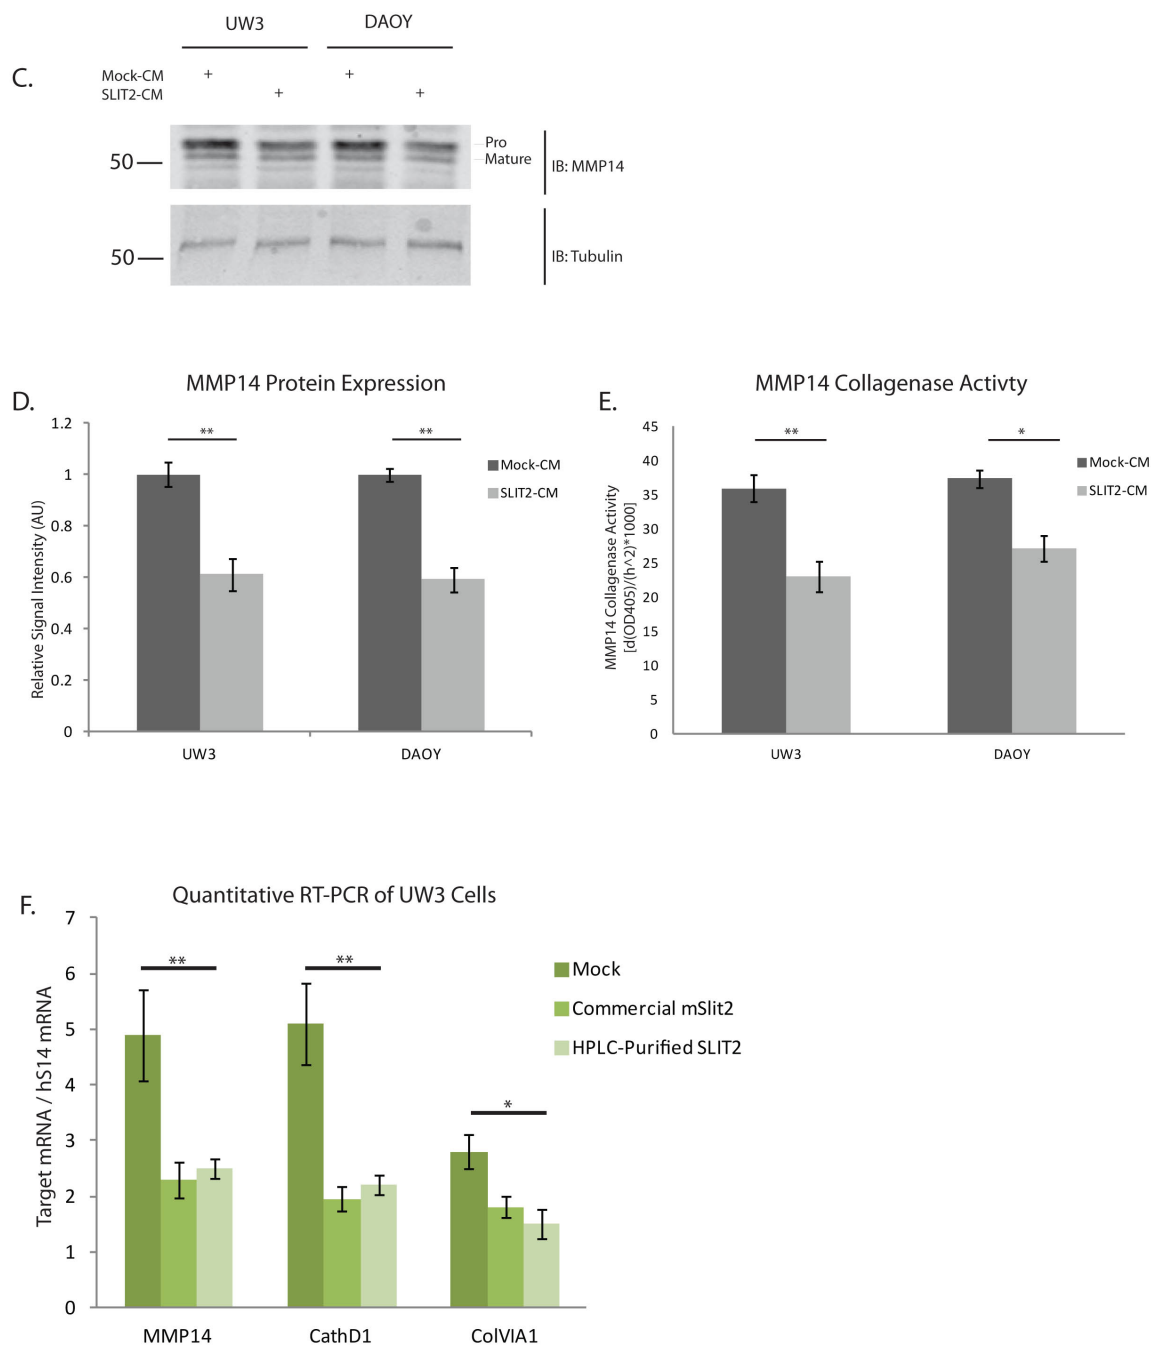 UW3 DAOY
C.
Mock-CM + +
SLIT2-CM + +
Pro
Mature
50
IB: MMP14
50
IB: Tubulin
D.
MMP14 Protein Expression
Relative Signal Intensity (AU)
1.2
1
0.8
0.6
0.4
0.2
0
** **
Mock-CM
SLIT2-CM
UW3 DAOY
E.
MMP14 Collagenase Activty
MMP14 Collagenase Activity
[d(OD405)/(h^2)*1000]
45
40
35
30
25
20
15
10
5
0
** *
Mock-CM
SLIT2-CM
UW3 DAOY
F.
Quantitative RT-PCR of UW3 Cells
Target mRNA / hS14 mRNA
7
6
5
4
3
2
1
0
** ** *
Mock
Commercial mSlit2
HPLC-Purified SLIT2
MMP14 CathD1 ColVIA1